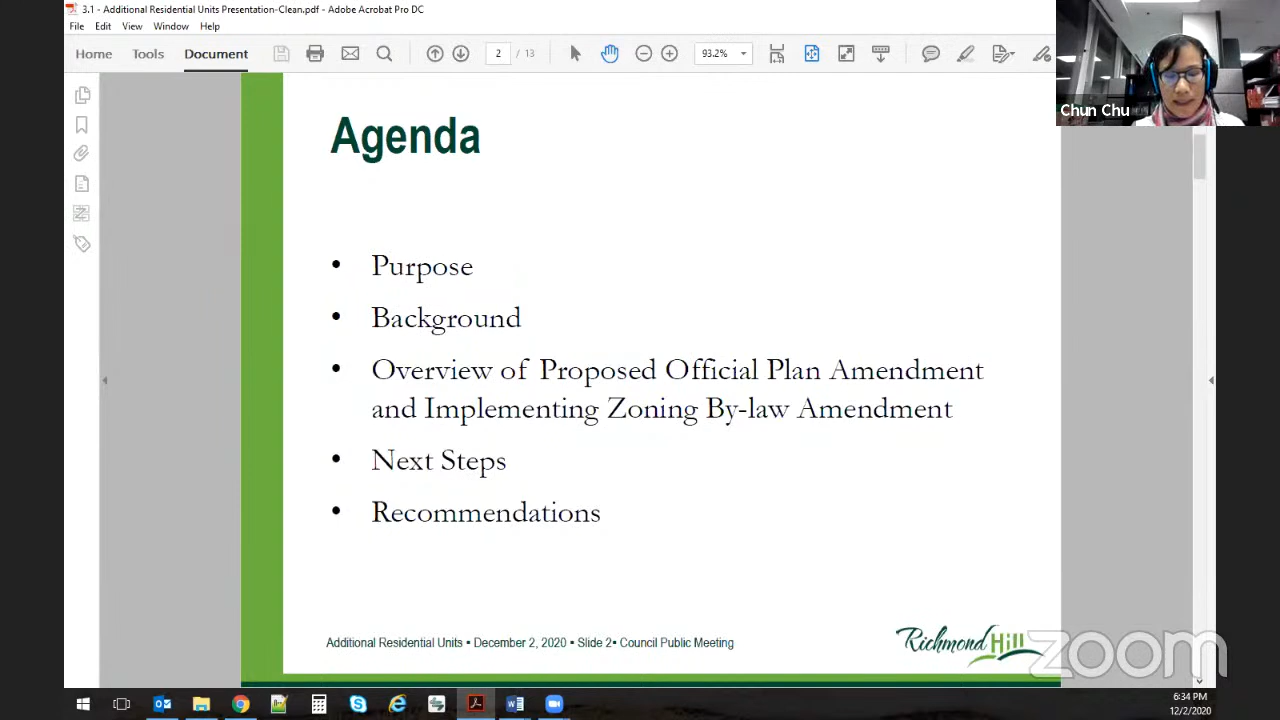 3.1 - Additional Residential Units Presentation-Clean.pdf - Adobe Acrobat Pro DC
File Edit View Window Help
Home Tools Document
2 / 13
93.2%
Chun Chu
Agenda
• Purpose
• Background
• Overview of Proposed Official Plan Amendment
and Implementing Zoning By-law Amendment
• Next Steps
• Recommendations
Additional Residential Units • December 2, 2020 • Slide 2• Council Public Meeting
Richmond Hill
zoom
6:34 PM
12/2/2020